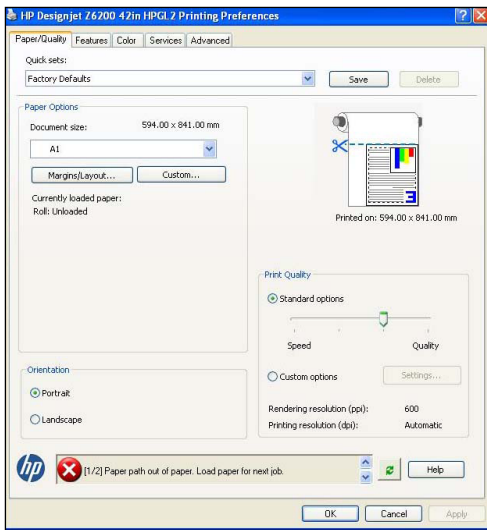 HP Designjet Z6200 42in HPGL2 Printing Preferences
Paper/Quality Features Color Services Advanced
Quick sets:
Factory Defaults
Save
Delete
Paper Options
Document size:
594.00 x 841.00 mm
A1
Margins/Layout...
Custom...
Currently loaded paper:
Roll: Unloaded
Printed on: 594.00 x 841.00 mm
Print Quality
Standard options
Speed
Quality
Custom options
Settings...
Rendering resolution (ppi):
600
Printing resolution (dpi):
Automatic
Orientation
Portrait
Landscape
hp
[1/2] Paper path out of paper. Load paper for next job.
Help
OK
Cancel
Apply